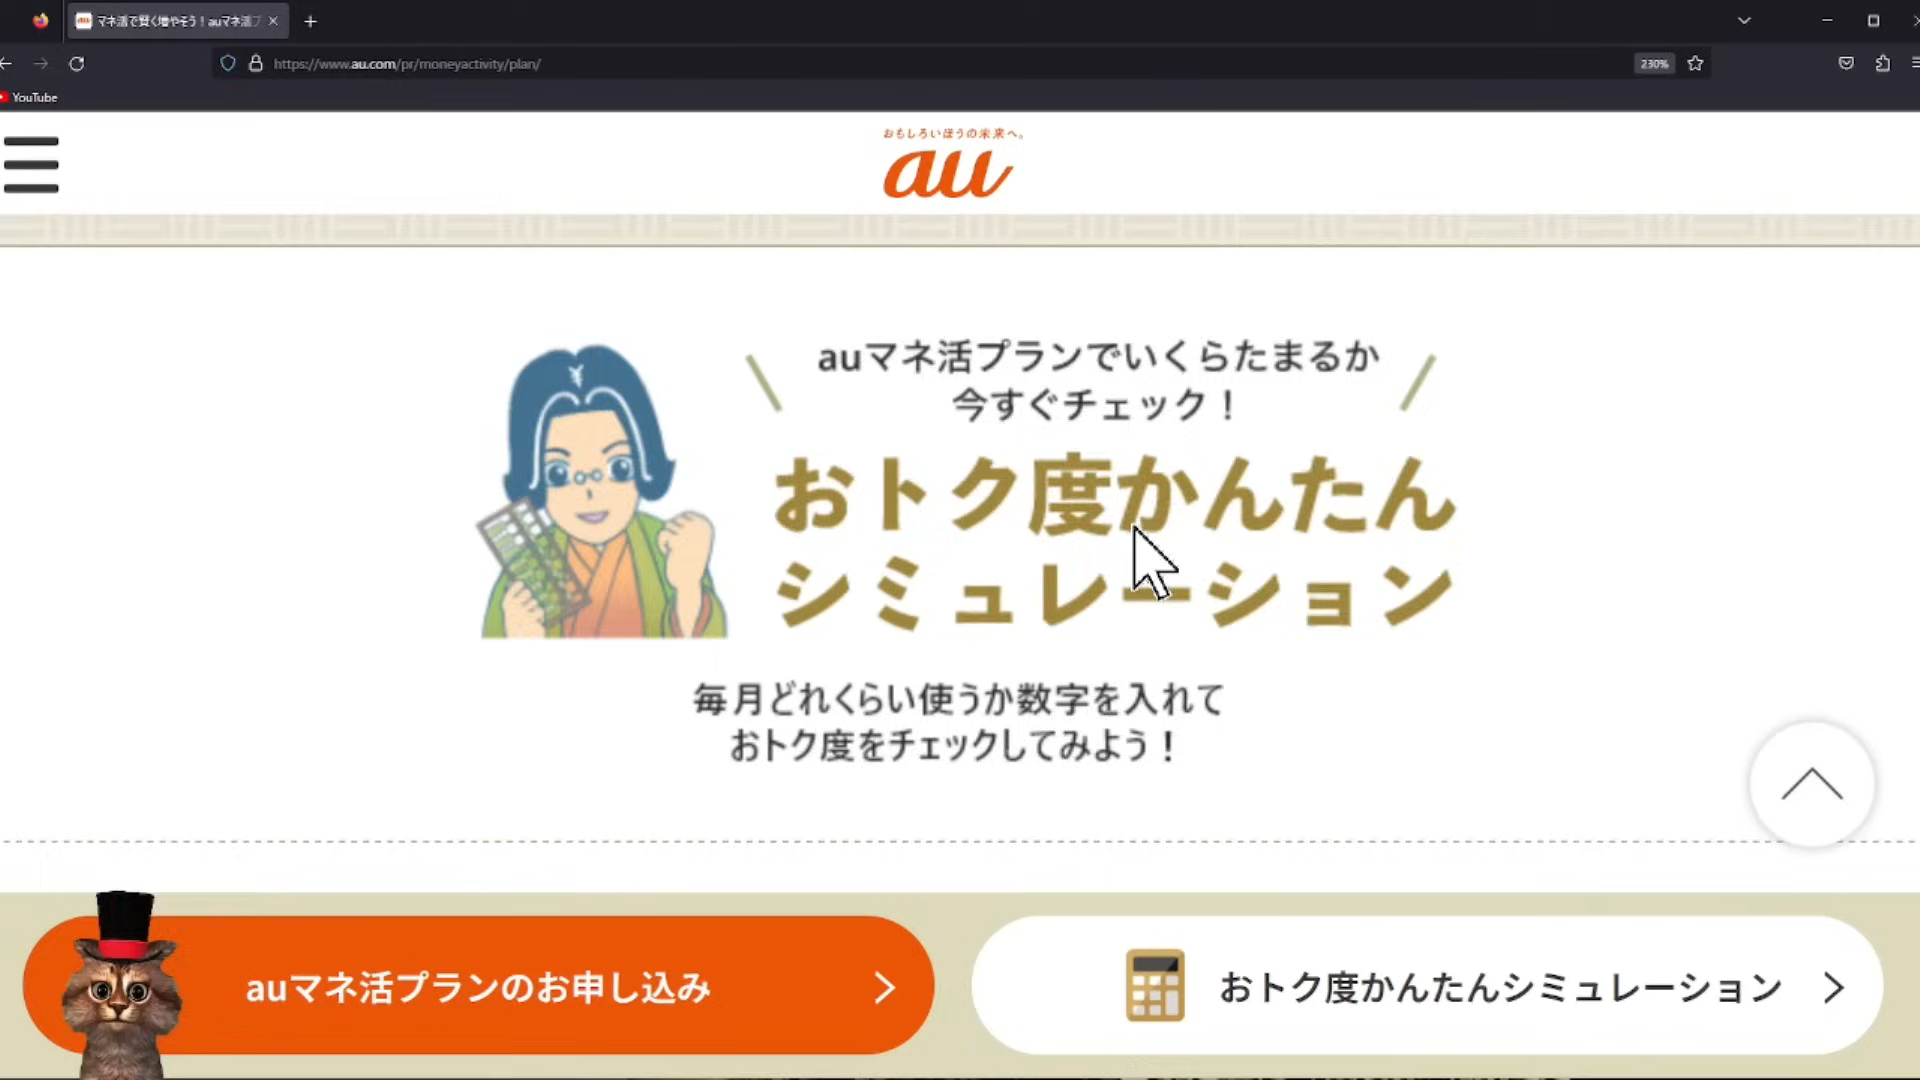 マネ活で賢く増やそう！auマネ活プ
https://www.au.com/pr/moneyactivity/plan/
230%
YouTube
おもしろいほうの未来へ。
au
auマネ活プランでいくらたまるか
今すぐチェック！
おトク度かんたん
シミュレーション
毎月どれくらい使うか数字を入れて
おトク度をチェックしてみよう！
auマネ活プランのお申し込み
おトク度かんたんシミュレーション